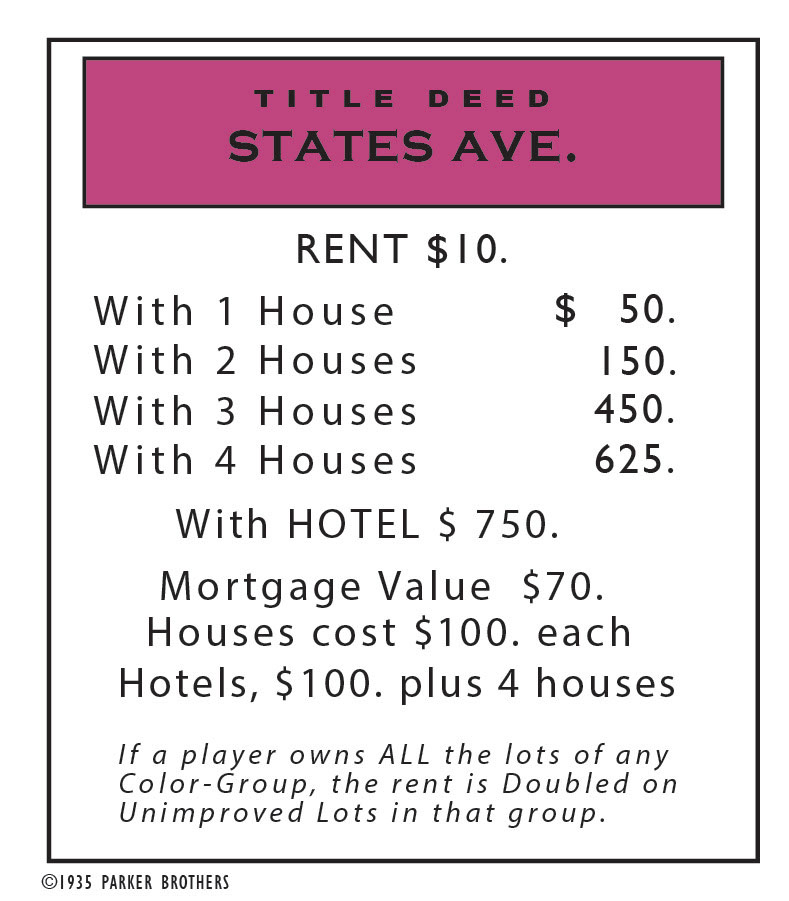 TITLE DEED
STATES AVE.
RENT $10.
With 1 House $ 50.
With 2 Houses 150.
With 3 Houses 450.
With 4 Houses 625.
With HOTEL $ 750.
Mortgage Value $70.
Houses cost $100. each
Hotels, $100. plus 4 houses
If a player owns ALL the lots of any
Color-Group, the rent is Doubled on
Unimproved Lots in that group.
©1935 PARKER BROTHERS